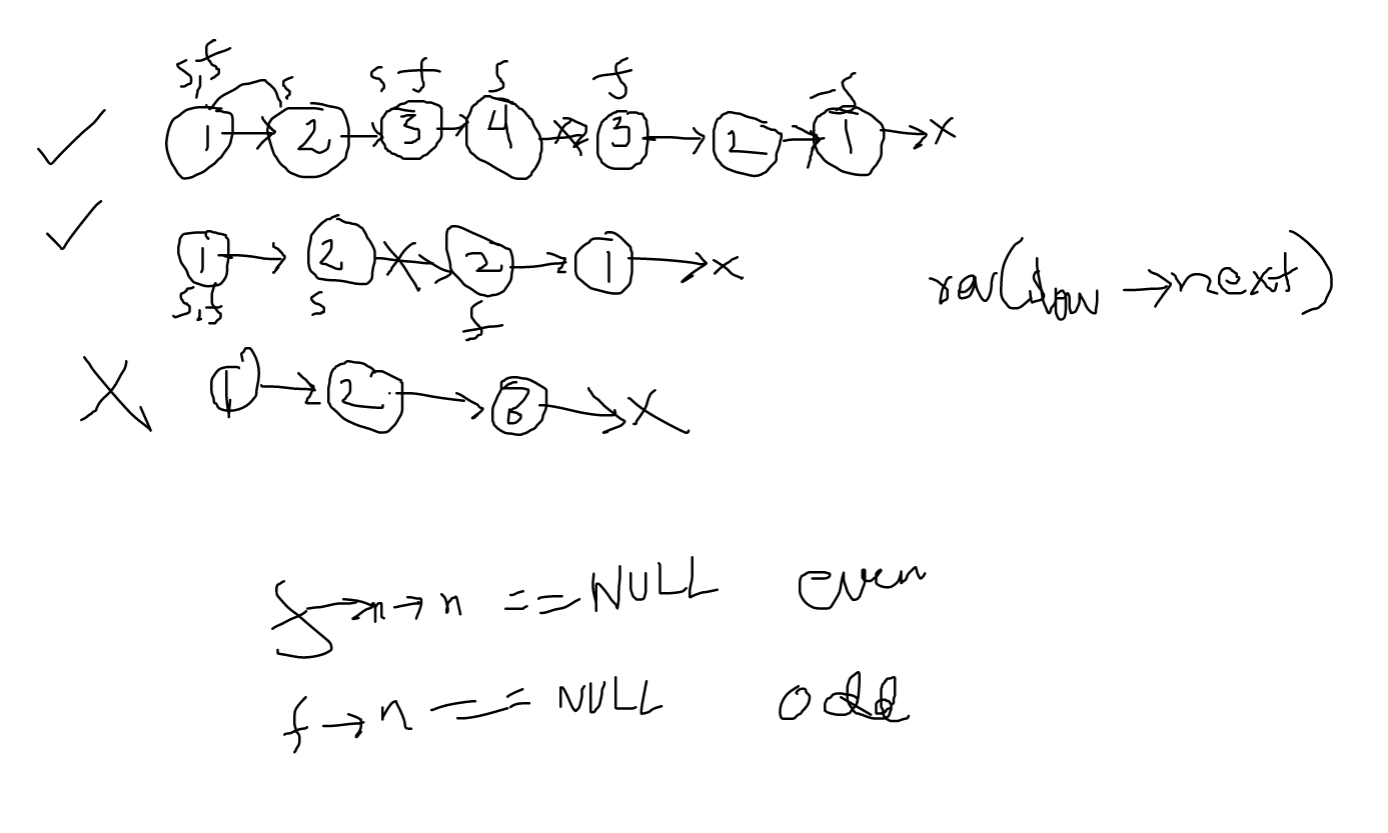 s,f s s f s f f
1 → 2 → 3 → 4 → 3 → 2 → 1 → x
1 → 2 → 2 → 1 → x
s,f s f
rev(slow → next)
1 → 2 → 3 → x
f → n → n == NULL even
f → n == NULL odd